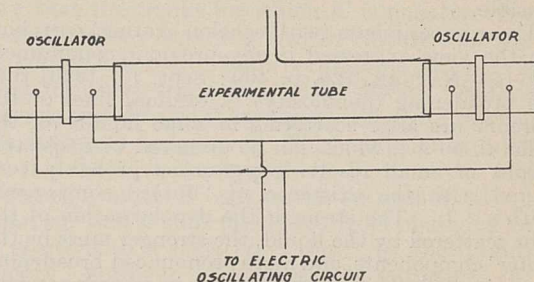 OSCILLATOR
OSCILLATOR
EXPERIMENTAL TUBE
TO ELECTRIC
OSCILLATING CIRCUIT